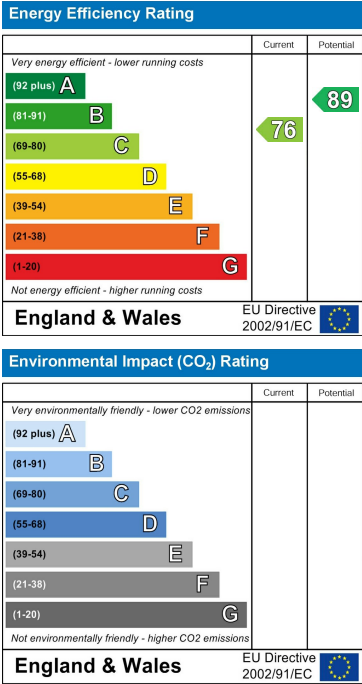 Energy Efficiency Rating
Current Potential
Very energy efficient - lower running costs
(92 plus) A
(81-91) B
(69-80) C
(55-68) D
(39-54) E
(21-38) F
(1-20) G
76
89
Not energy efficient - higher running costs
England & Wales
EU Directive
2002/91/EC
Environmental Impact (CO₂) Rating
Current Potential
Very environmentally friendly - lower CO2 emissions
(92 plus) A
(81-91) B
(69-80) C
(55-68) D
(39-54) E
(21-38) F
(1-20) G
Not environmentally friendly - higher CO2 emissions
England & Wales
EU Directive
2002/91/EC